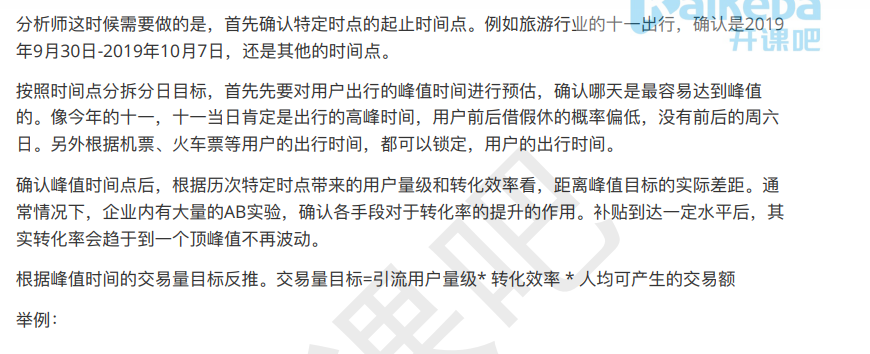 Kaikeba
开课吧
分析师这时候需要做的是，首先确认特定时点的起止时间点。例如旅游行业的十一出行，确认是2019
年9月30日-2019年10月7日，还是其他的时间点。
按照时间点分拆分日目标，首先先要对用户出行的峰值时间进行预估，确认哪天是最容易达到峰值
的。像今年的十一，十一当日肯定是出行的高峰时间，用户前后借假休的概率偏低，没有前后的周六
日。另外根据机票、火车票等用户的出行时间，都可以锁定，用户的出行时间。
确认峰值时间点后，根据历次特定时点带来的用户量级和转化效率看，距离峰值目标的实际差距。通
常情况下，企业内有大量的AB实验，确认各手段对于转化率的提升的作用。补贴到达一定水平后，其
实转化率会趋于到一个顶峰值不再波动。
根据峰值时间的交易量目标反推。交易量目标=引流用户量级* 转化效率 * 人均可产生的交易额
举例：
课吧